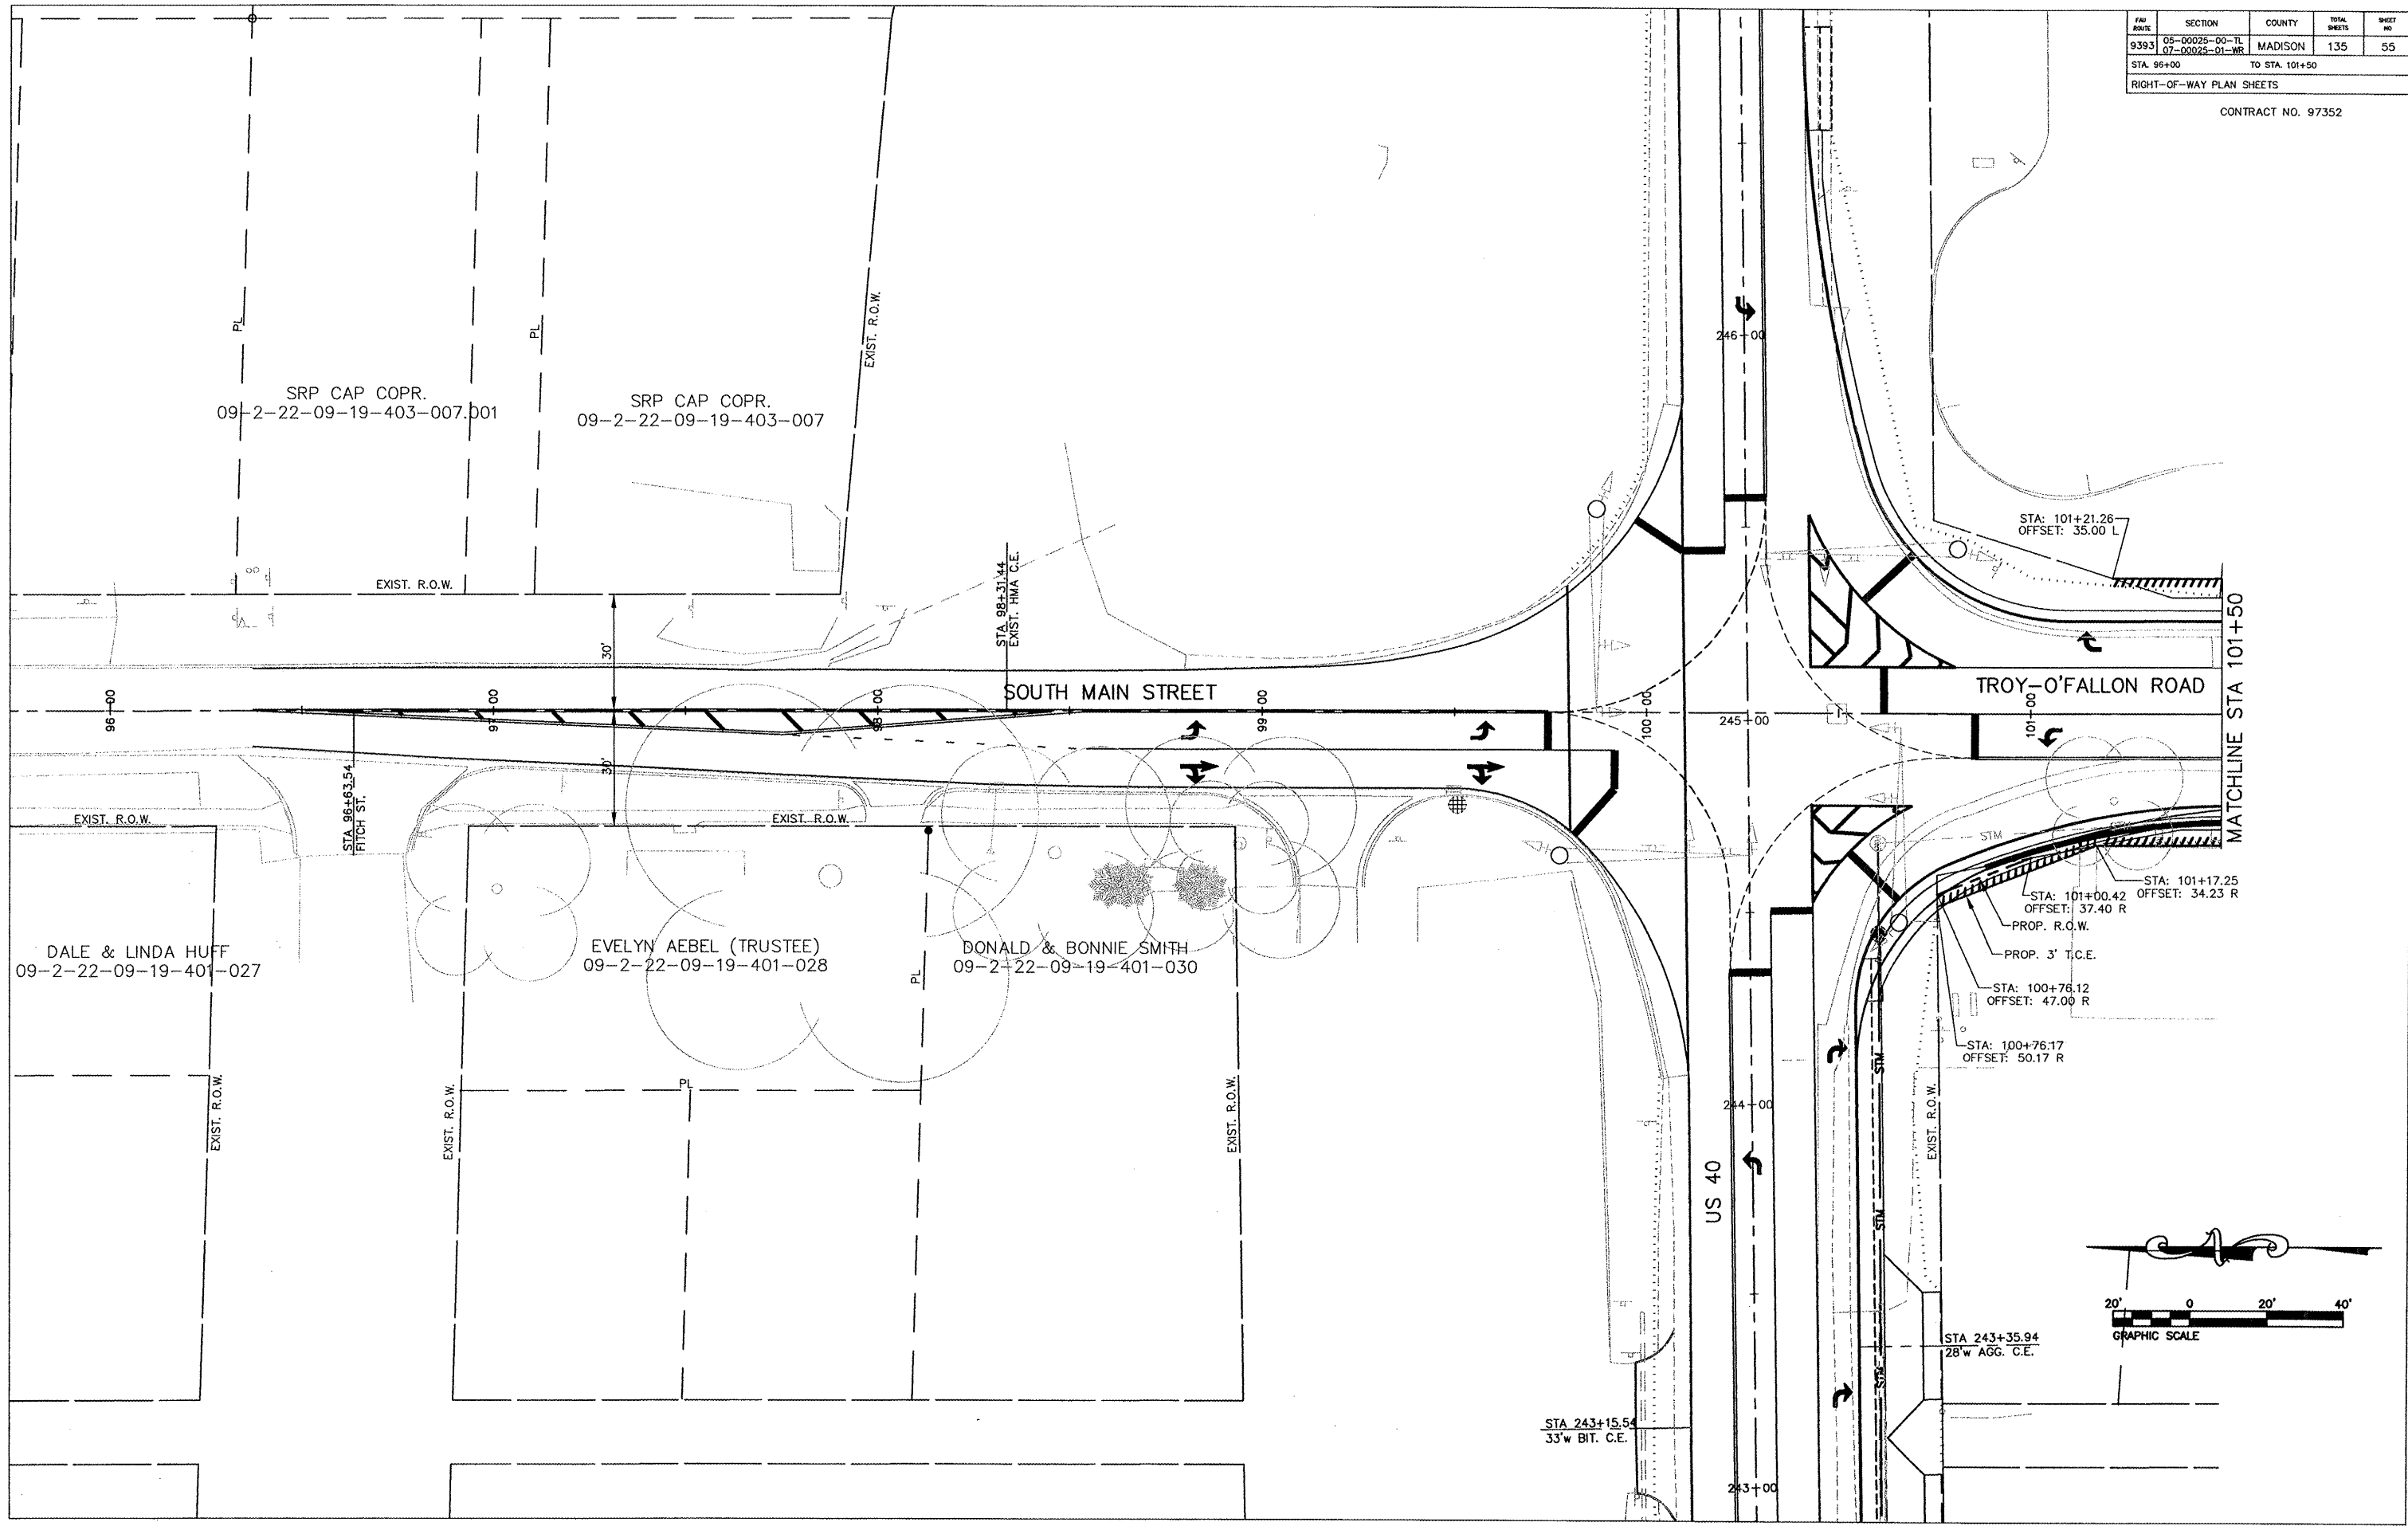 FAU ROUTE SECTION COUNTY TOTAL SHEETS SHEET NO
9393 05-00025-00-TL 07-00025-01-WR MADISON 135 55
STA. 96+00 TO STA. 101+50
RIGHT-OF-WAY PLAN SHEETS
CONTRACT NO. 97352
PL
PL
EXIST. R.O.W.
246+00
SRP CAP COPR.
09-2-22-09-19-403-007.001
SRP CAP COPR.
09-2-22-09-19-403-007
EXIST. R.O.W.
30'
STA 98+31.44
EXIST. HMA C.E.
STA: 101+21.26
OFFSET: 35.00 L
SOUTH MAIN STREET
TROY-O'FALLON ROAD
MATCHLINE STA 101+50
96+00
97+00
98+00
99+00
100+00
245+00
101+00
30'
STA 96+63.54
FITCH ST.
EXIST. R.O.W.
EXIST. R.O.W.
STM
STA: 101+17.25
OFFSET: 34.23 R
STA: 101+00.42
OFFSET: 37.40 R
PROP. R.O.W.
PROP. 3' T.C.E.
STA: 100+76.12
OFFSET: 47.00 R
STA: 100+76.17
OFFSET: 50.17 R
DALE & LINDA HUFF
09-2-22-09-19-401-027
EVELYN AEBEL (TRUSTEE)
09-2-22-09-19-401-028
DONALD & BONNIE SMITH
09-2-22-09-19-401-030
PL
PL
EXIST. R.O.W.
EXIST. R.O.W.
EXIST. R.O.W.
EXIST. R.O.W.
STM
STM
STM
244+00
US 40
243+00
STA 243+15.54
33'w BIT. C.E.
STA 243+35.94
28'w AGG. C.E.
20' 0 20' 40'
GRAPHIC SCALE